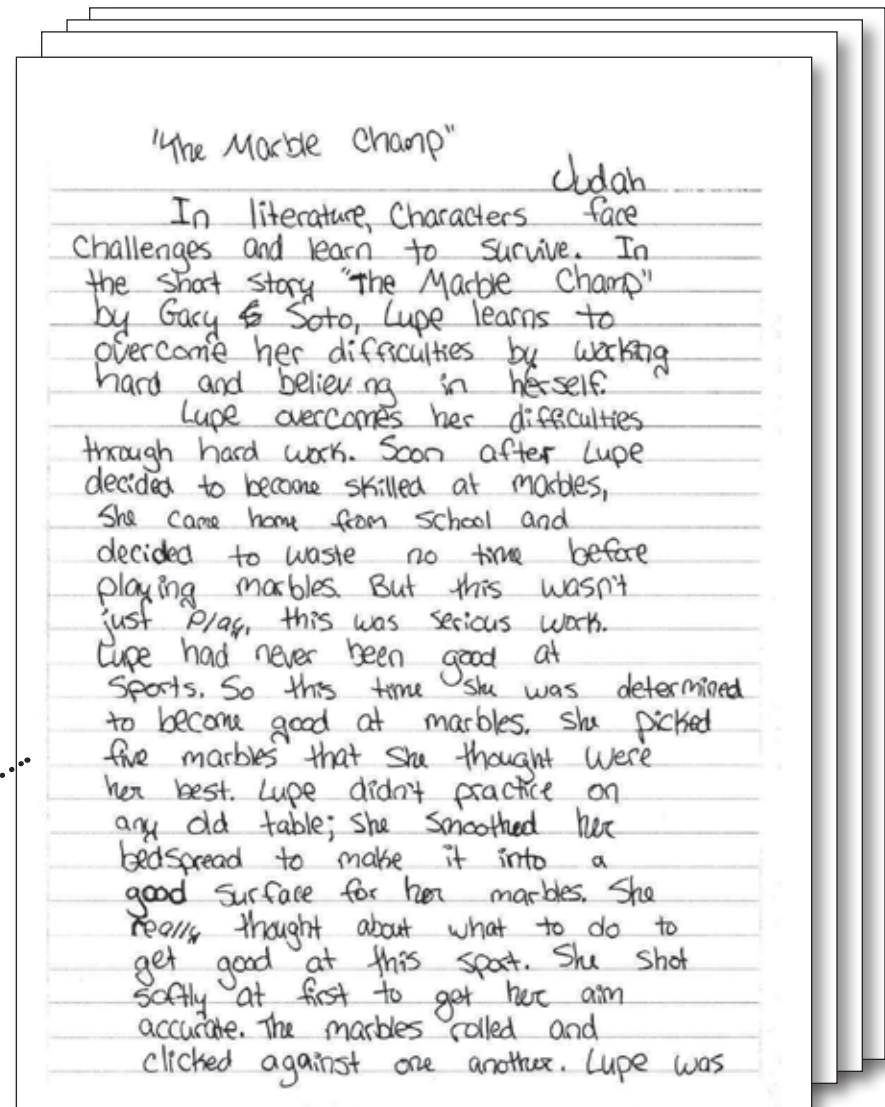 "The Marble Champ"
Judah
In literature, Characters face
Challenges and learn to survive. In
the short story "The Marble Champ"
by Gary Soto, Lupe learns to
overcome her difficulties by working
hard and believing in herself.
Lupe overcomes her difficulties
through hard work. Soon after Lupe
decided to become skilled at marbles,
She came home from school and
decided to waste no time before
playing marbles. But this wasn't
just play, this was serious work.
Lupe had never been good at
Sports. So this time she was determined
to become good at marbles. She picked
five marbles that she thought were
her best. Lupe didn't practice on
any old table; she smoothed her
bedspread to make it into a
good surface for her marbles. She
really thought about what to do to
get good at this sport. She shot
softly at first to get her aim
accurate. The marbles rolled and
clicked against one another. Lupe was